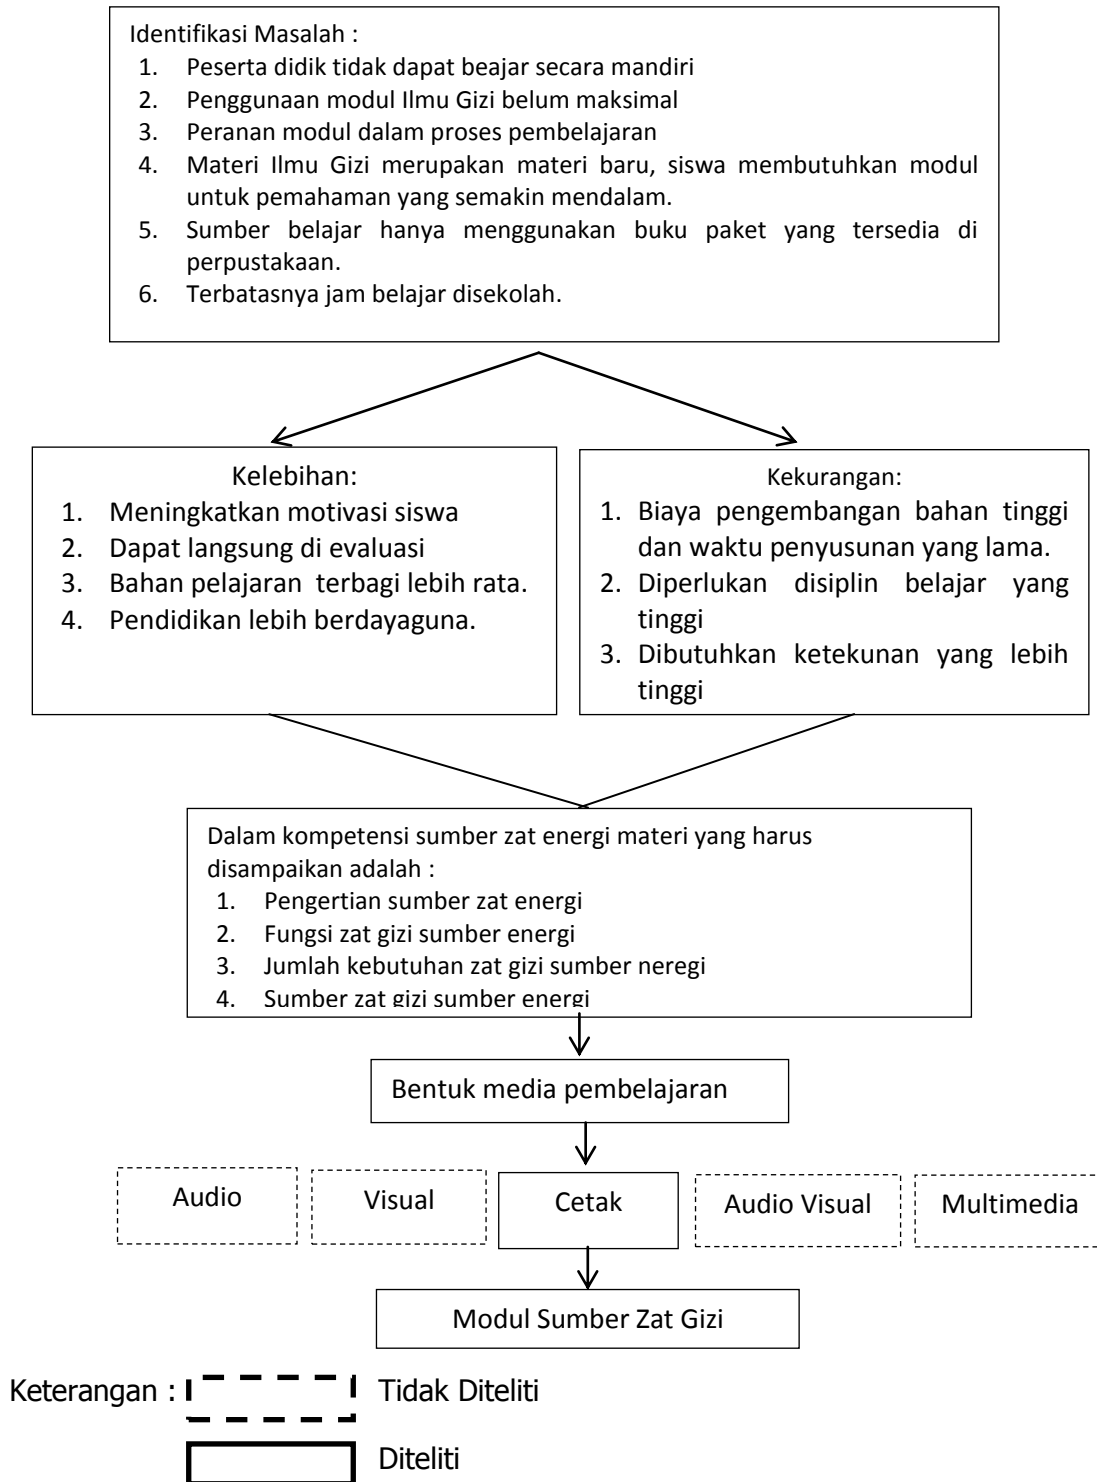 Identifikasi Masalah :
1. Peserta didik tidak dapat beajar secara mandiri
2. Penggunaan modul Ilmu Gizi belum maksimal
3. Peranan modul dalam proses pembelajaran
4. Materi Ilmu Gizi merupakan materi baru, siswa membutuhkan modul
untuk pemahaman yang semakin mendalam.
5. Sumber belajar hanya menggunakan buku paket yang tersedia di
perpustakaan.
6. Terbatasnya jam belajar disekolah.
Kelebihan:
1. Meningkatkan motivasi siswa
2. Dapat langsung di evaluasi
3. Bahan pelajaran terbagi lebih rata.
4. Pendidikan lebih berdayaguna.
Kekurangan:
1. Biaya pengembangan bahan tinggi
dan waktu penyusunan yang lama.
2. Diperlukan disiplin belajar yang
tinggi
3. Dibutuhkan ketekunan yang lebih
tinggi
Dalam kompetensi sumber zat energi materi yang harus
disampaikan adalah :
1. Pengertian sumber zat energi
2. Fungsi zat gizi sumber energi
3. Jumlah kebutuhan zat gizi sumber neregi
4. Sumber zat gizi sumber energi
Bentuk media pembelajaran
Audio
Visual
Cetak
Audio Visual
Multimedia
Modul Sumber Zat Gizi
Keterangan : Tidak Diteliti
Diteliti